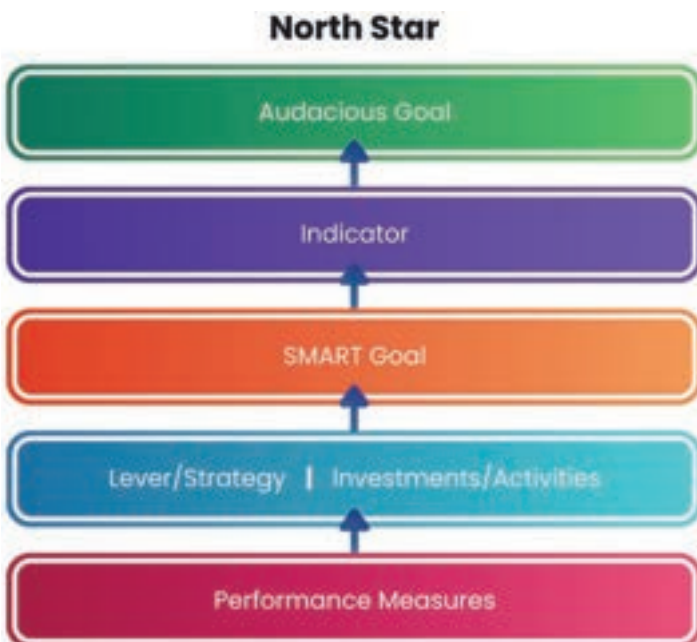 North Star
Audacious Goal
Indicator
SMART Goal
Lever/Strategy | Investments/Activities
Performance Measures